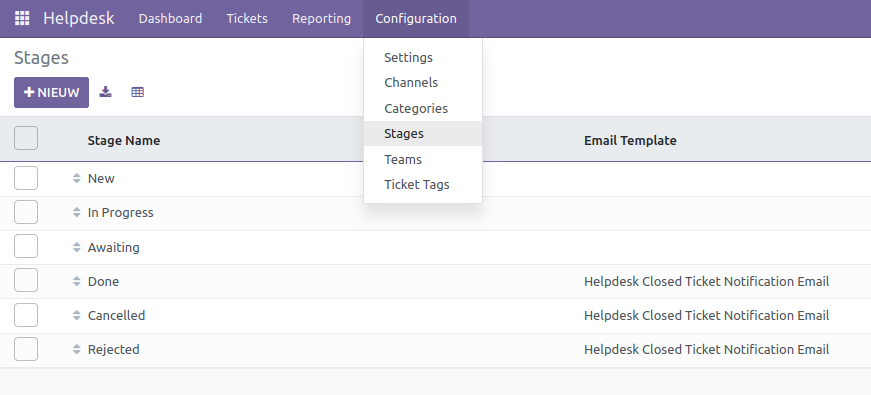 Helpdesk Dashboard Tickets Reporting Configuration
Stages
Settings
Channels
Categories
Stages
Teams
Ticket Tags
NIEUW
Stage Name Email Template
New
In Progress
Awaiting
Done Helpdesk Closed Ticket Notification Email
Cancelled Helpdesk Closed Ticket Notification Email
Rejected Helpdesk Closed Ticket Notification Email